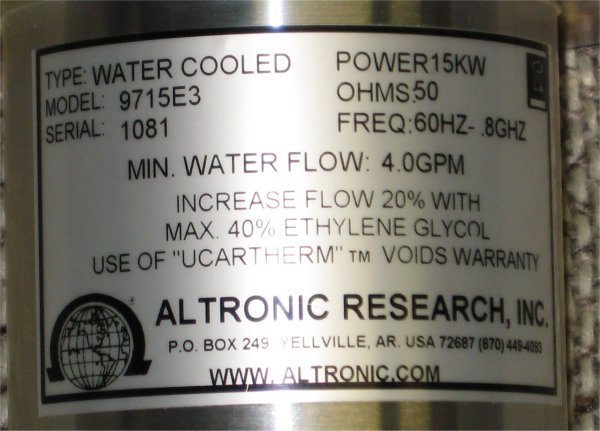 TYPE: WATER COOLED POWER15KW
MODEL: 9715E3 OHMS:50
SERIAL: 1081 FREQ:60HZ- .8GHZ
MIN. WATER FLOW: 4.0GPM
INCREASE FLOW 20% WITH
MAX. 40% ETHYLENE GLYCOL
USE OF "UCARTHERM"™ VOIDS WARRANTY
ALTRONIC RESEARCH, INC.
P.O. BOX 249 YELLVILLE, AR. USA 72687 (870) 449-4093
WWW. ALTRONIC.COM